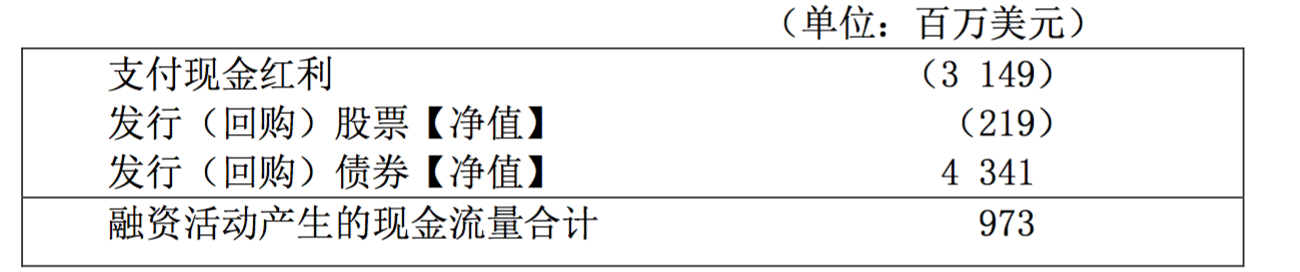 （单位：百万美元）
支付现金红利 （3 149）
发行（回购）股票【净值】 （219）
发行（回购）债券【净值】 4 341
融资活动产生的现金流量合计 973